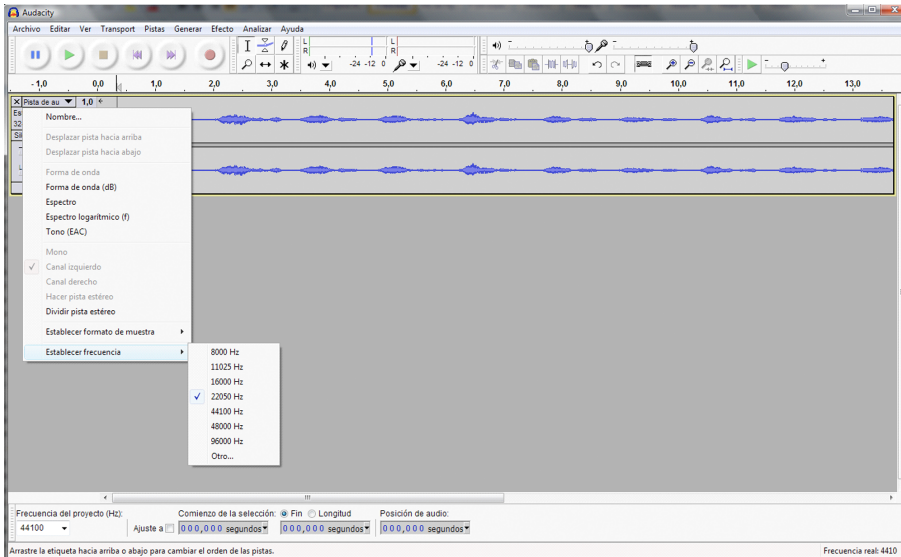 Audacity
Archivo Editar Ver Transport Pistas Generar Efecto Analizar Ayuda
L
R
L
R
-24 -12 0
-24 -12 0
-1,0 0,0 1,0 2,0 3,0 4,0 5,0 6,0 7,0 8,0 9,0 10,0 11,0 12,0 13,0
Pista de au 1,0
Nombre...
Desplazar pista hacia arriba
Desplazar pista hacia abajo
Forma de onda
Forma de onda (dB)
Espectro
Espectro logarítmico (f)
Tono (EAC)
Mono
Canal izquierdo
Canal derecho
Hacer pista estéreo
Dividir pista estéreo
Establecer formato de muestra
Establecer frecuencia
8000 Hz
11025 Hz
16000 Hz
22050 Hz
44100 Hz
48000 Hz
96000 Hz
Otro...
Frecuencia del proyecto (Hz): Comienzo de la selección: Fin Longitud Posición de audio:
44100 Ajuste a 000,000 segundos 000,000 segundos 000,000 segundos
Arrastre la etiqueta hacia arriba o abajo para cambiar el orden de las pistas. Frecuencia real: 4410